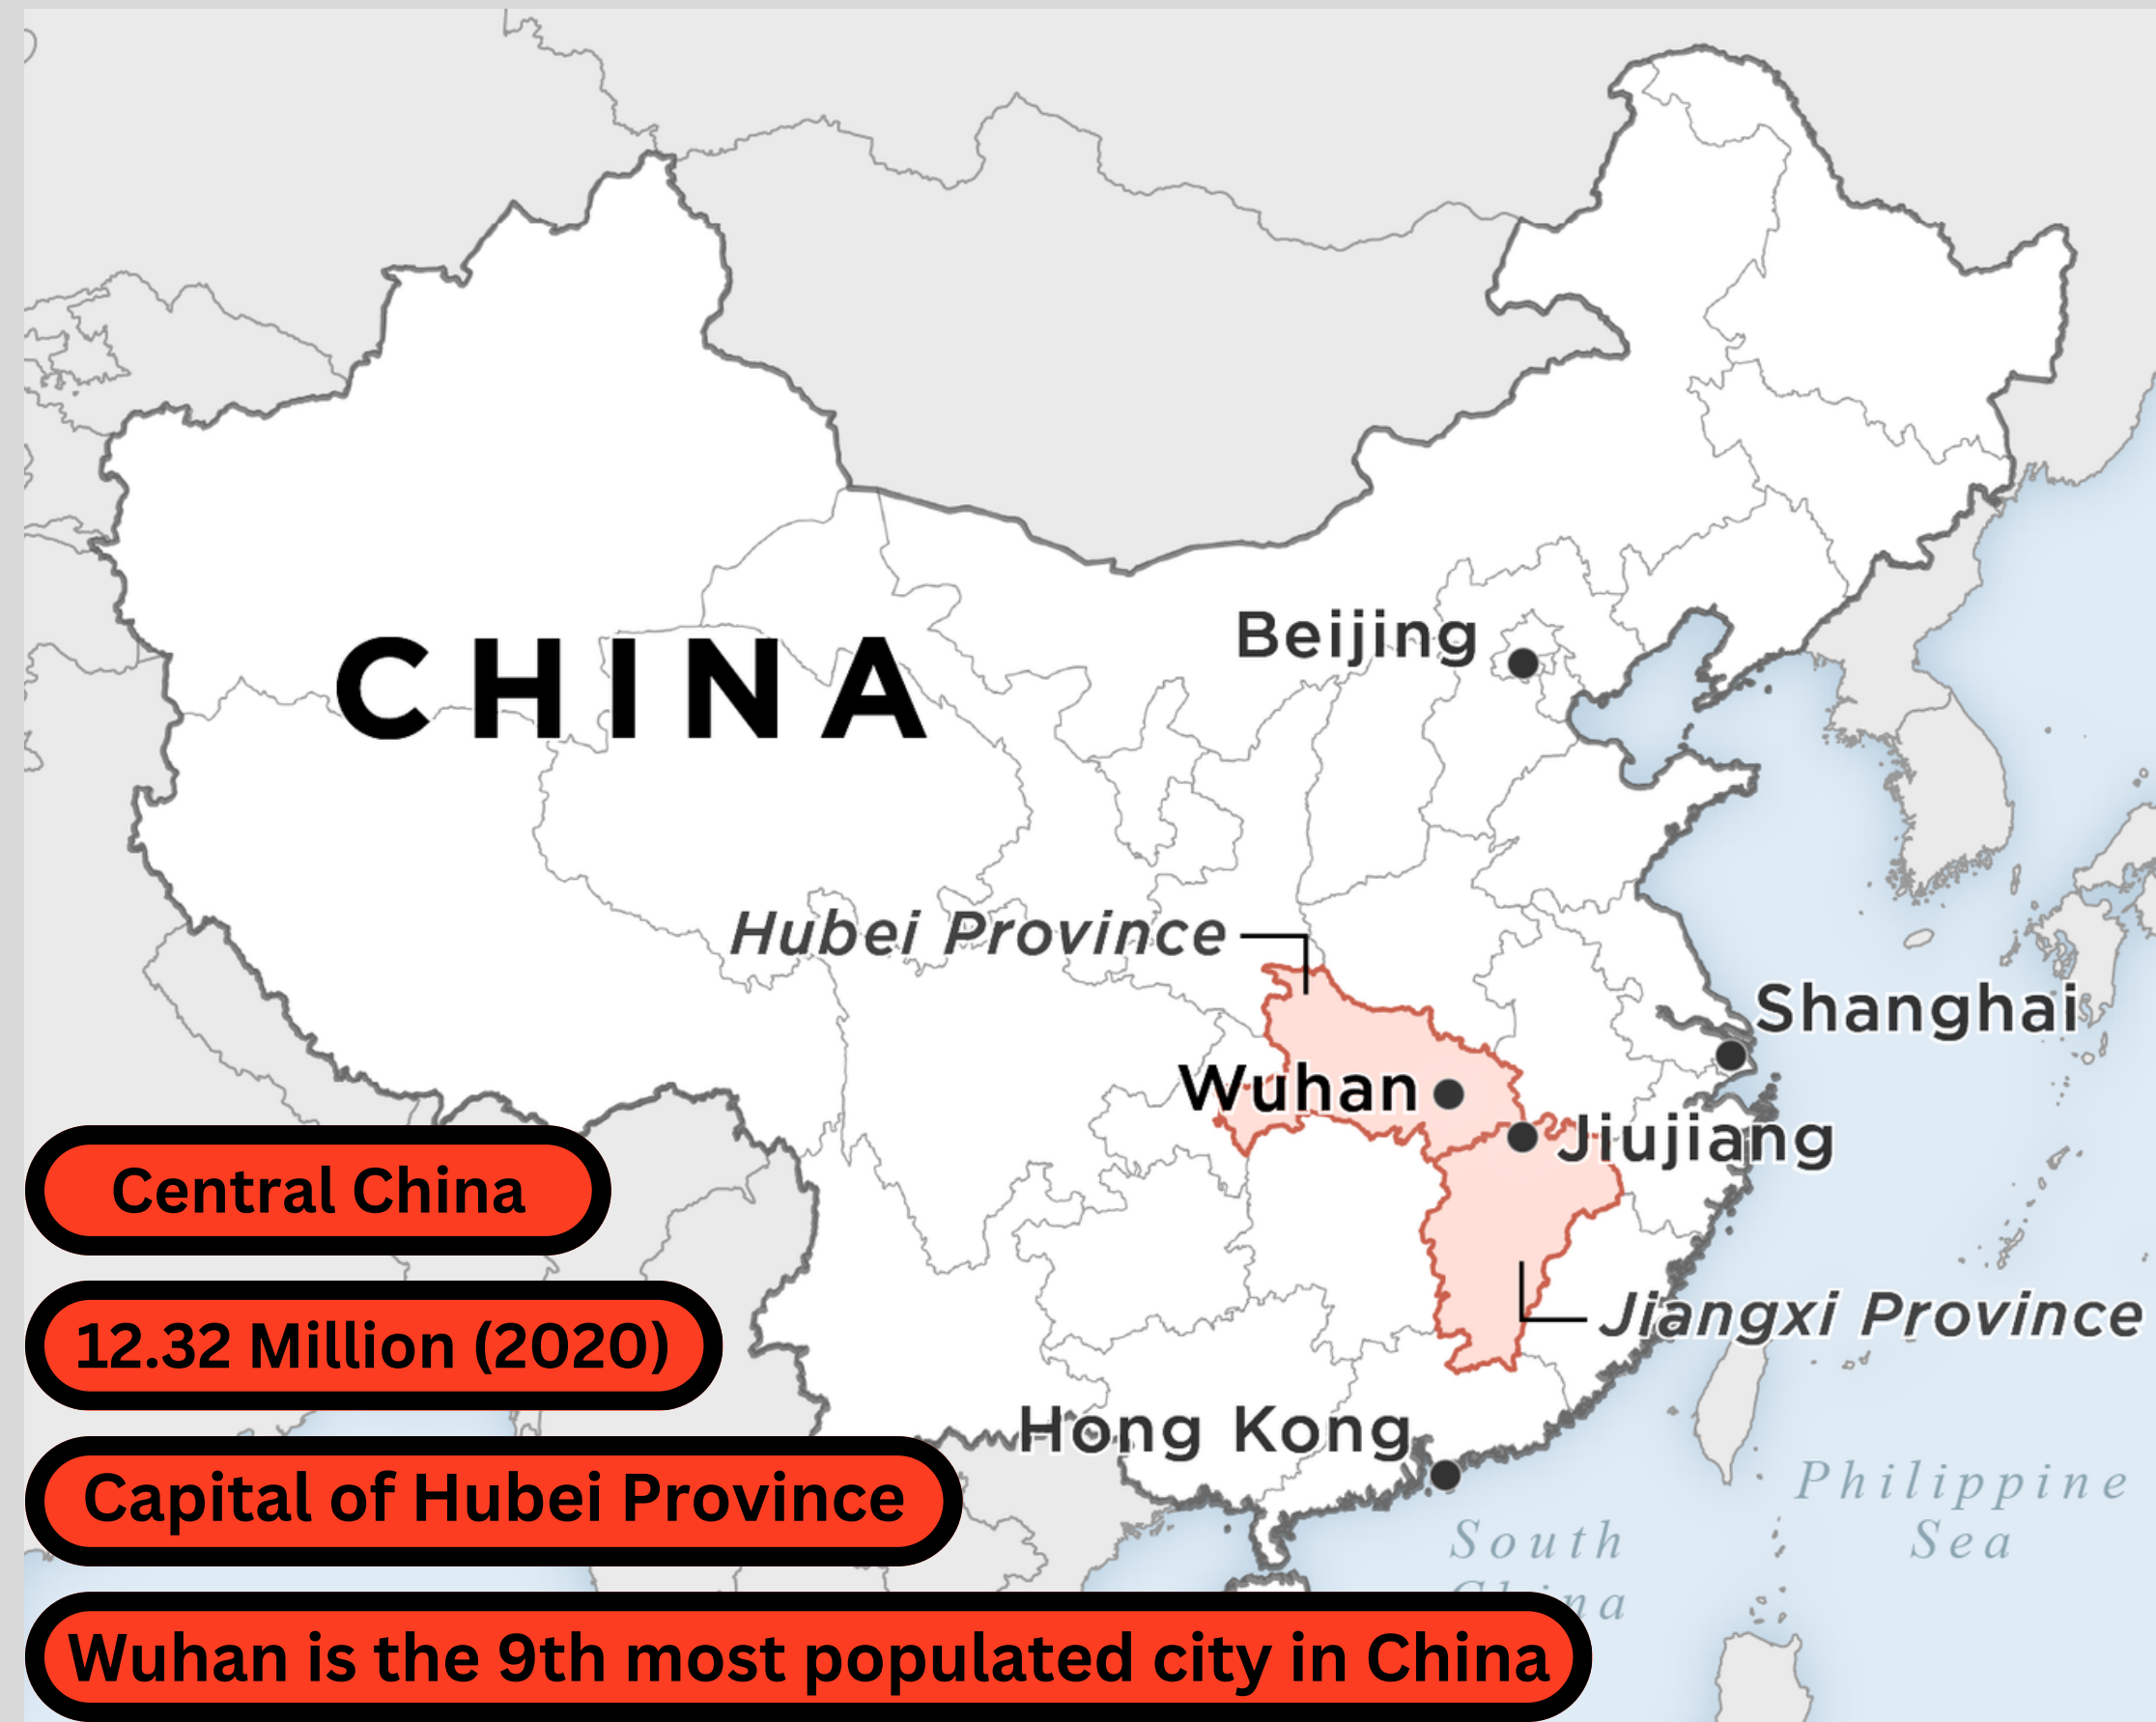 CHINA
Beijing
Hubei Province
Shanghai
Wuhan
Jiujiang
Central China
Jiangxi Province
12.32 Million (2020)
Hong Kong
Capital of Hubei Province
Philippine
Sea
South
China
Wuhan is the 9th most populated city in China